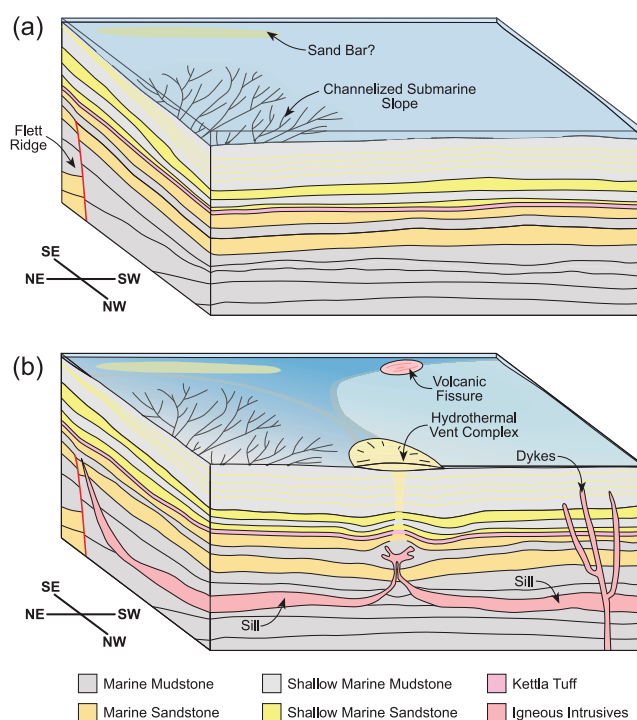 (a)
Sand Bar?
Channelized Submarine
Slope
Flett
Ridge
SE
NE
SW
NW
(b)
Volcanic
Fissure
Hydrothermal
Vent Complex
Dykes
Sill
Sill
SE
NE
SW
NW
Marine Mudstone
Shallow Marine Mudstone
Kettla Tuff
Marine Sandstone
Shallow Marine Sandstone
Igneous Intrusives